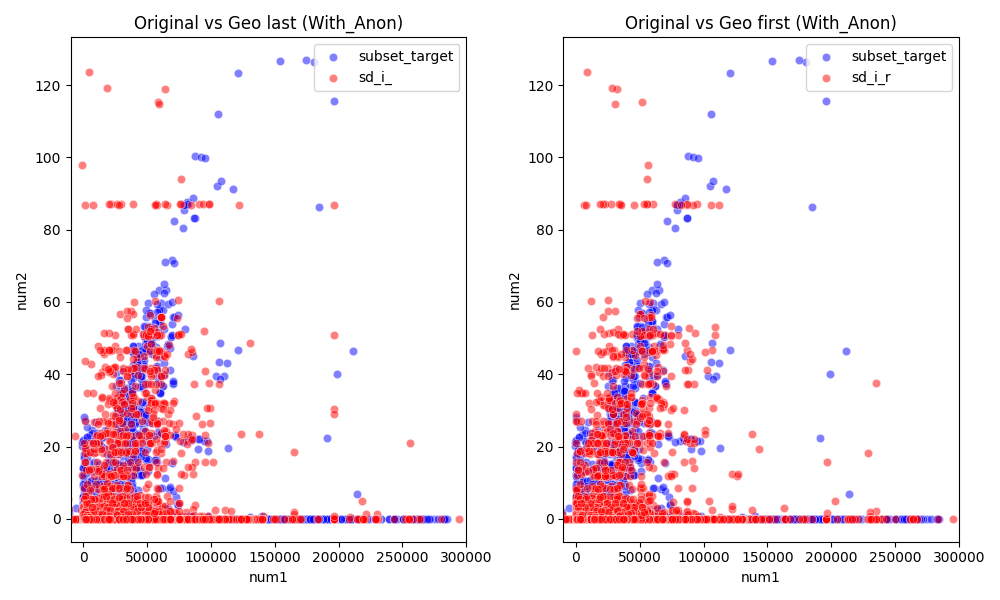 Original vs Geo last (With_Anon)
subset_target
sd_i_
num2
120
100
80
60
40
20
0
0 50000 100000 150000 200000 250000 300000
num1
Original vs Geo first (With_Anon)
subset_target
sd_i_r
num2
120
100
80
60
40
20
0
0 50000 100000 150000 200000 250000 300000
num1